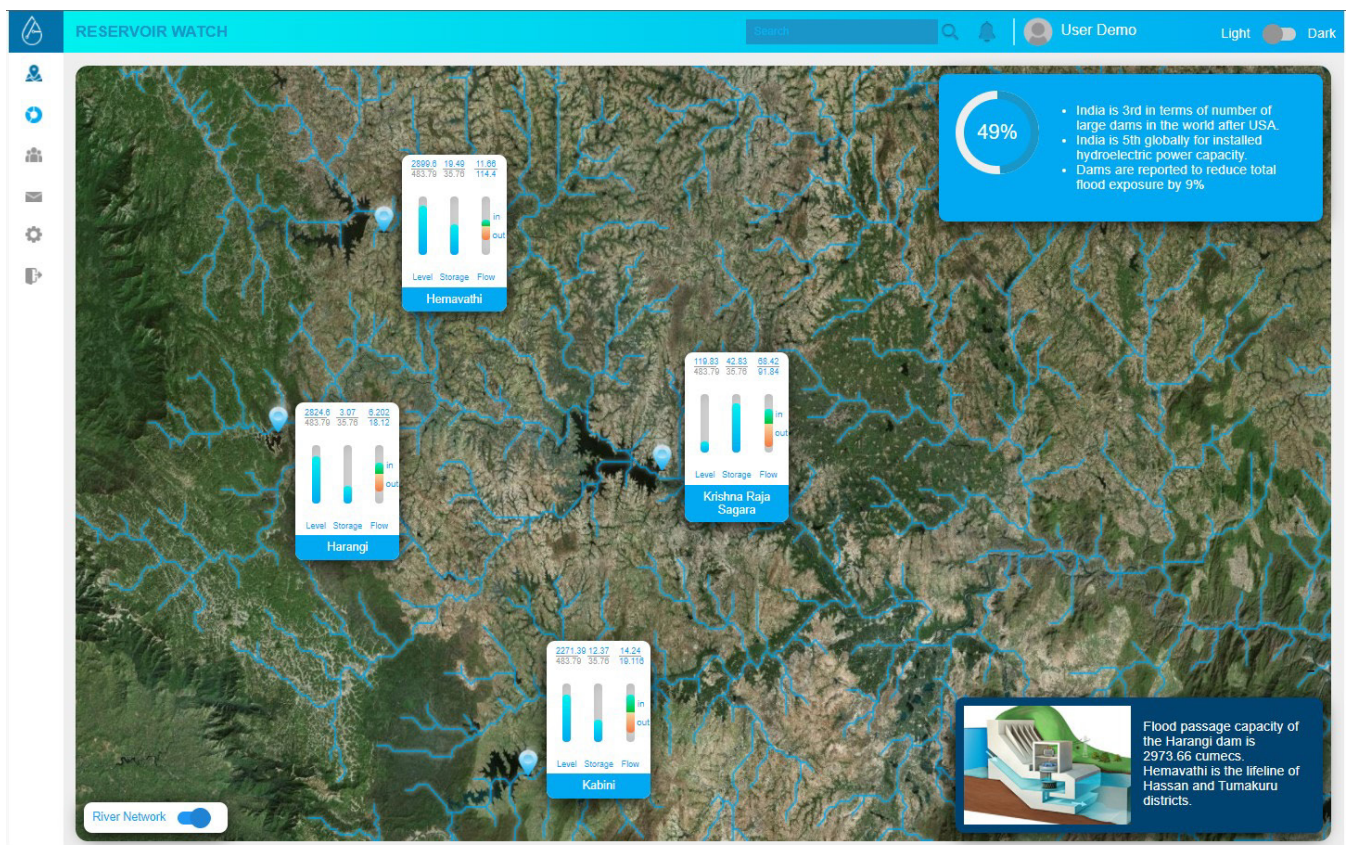 RESERVOIR WATCH
Search
User Demo
Light
Dark
49%
• India is 3rd in terms of number of
large dams in the world after USA.
• India is 5th globally for installed
hydroelectric power capacity.
• Dams are reported to reduce total
flood exposure by 9%
2899.6 19.49 11.66
483.79 35.76 114.4
in
out
Level Storage Flow
Hemavathi
119.83 42.83 68.42
483.79 35.76 91.84
in
out
Level Storage Flow
Krishna Raja
Sagara
2824.6 3.07 6.202
483.79 35.76 18.12
in
out
Level Storage Flow
Harangi
2271.39 12.37 14.24
483.79 35.76 19.116
in
out
Level Storage Flow
Kabini
Flood passage capacity of
the Harangi dam is
2973.66 cumecs.
Hemavathi is the lifeline of
Hassan and Tumakuru
districts.
River Network